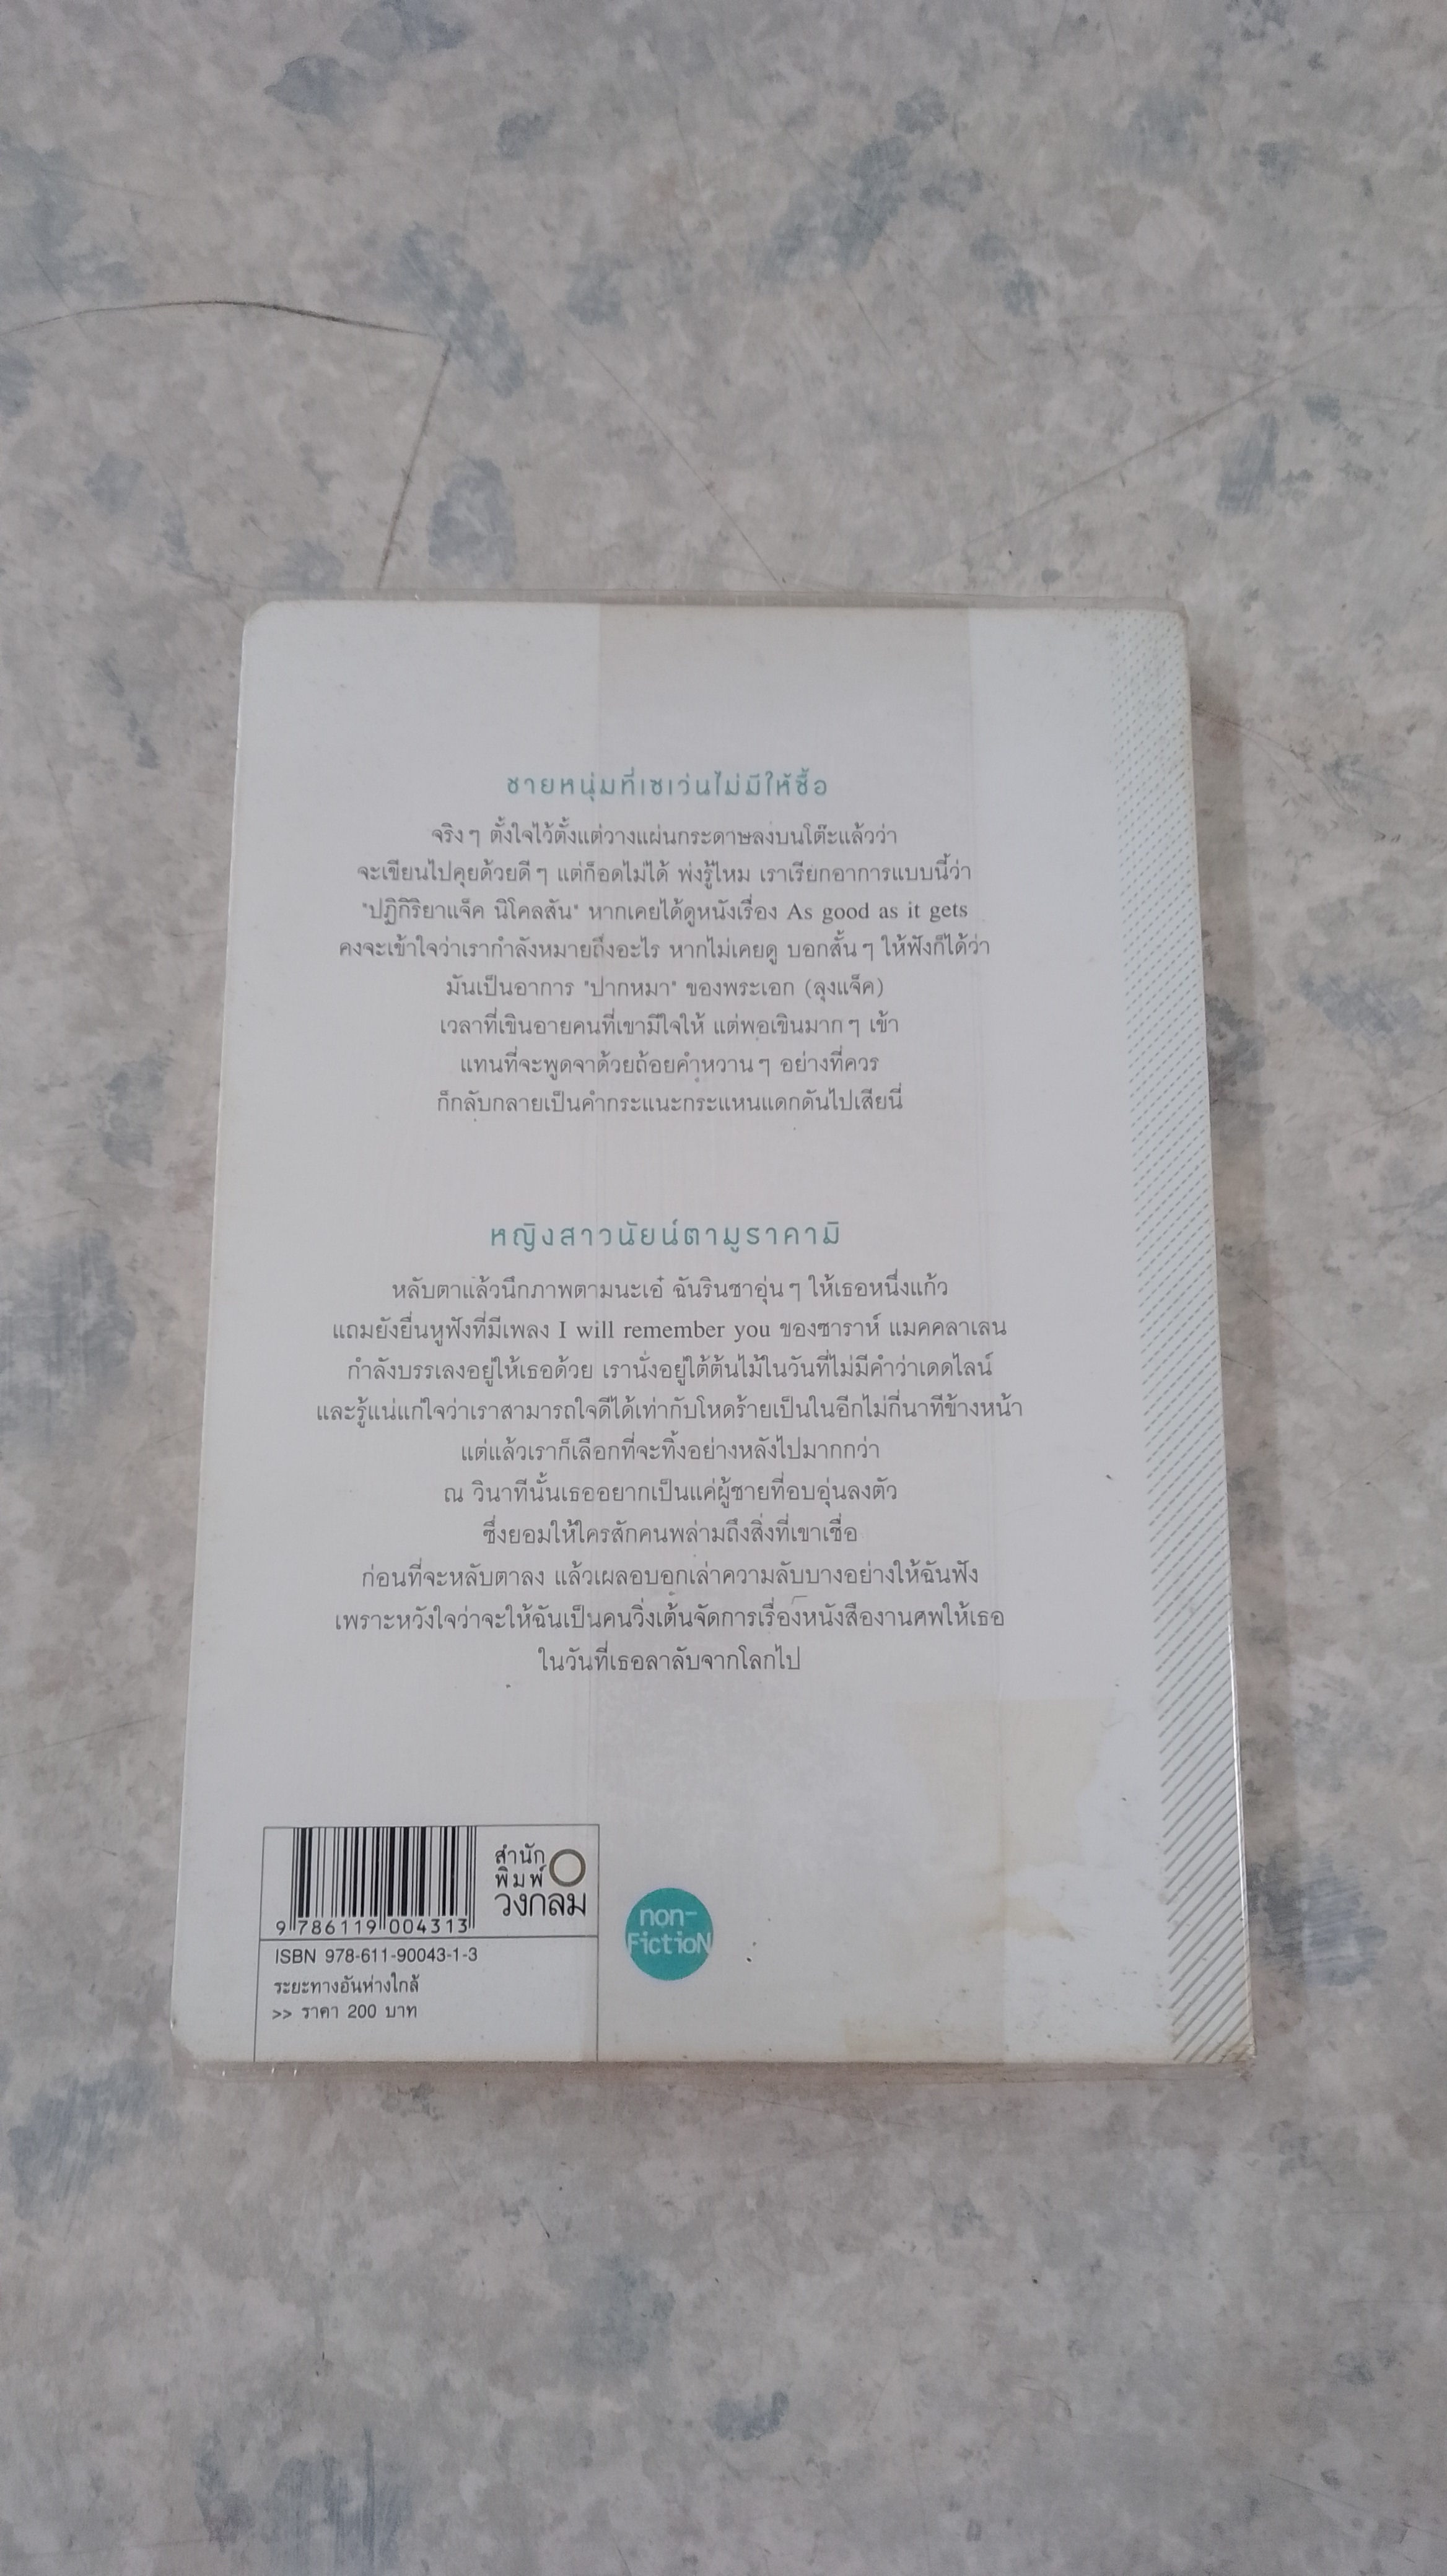 ชายหนุ่มที่เซเว่นไม่มีให้ซื้อ
จริงๆ ตั้งใจไว้ตั้งแต่วางแผ่นกระดาษลงบนโต๊ะแล้วว่า
จะเขียนไปคุยด้วยดีๆ แต่ก็อดไม่ได้ พ่งรู้ไหม เราเรียกอาการแบบนี้ว่า
"ปฏิกิริยาแจ็ค นิโคลสัน" หากเคยได้ดูหนังเรื่อง As good as it gets
คงจะเข้าใจว่าเรากำลังหมายถึงอะไร หากไม่เคยดู บอกสั้นๆ ให้ฟังก็ได้ว่า
มันเป็นอาการ "ปากหมา" ของพระเอก (ลุงแจ็ค)
เวลาที่เขินอายคนที่เขามีใจให้ แต่พอเขินมากๆ เข้า
แทนที่จะพูดจาด้วยถ้อยคำหวานๆ อย่างที่ควร
ก็กลับกลายเป็นคำกระแนะกระแหนแดกดันไปเสียนี่
หญิงสาวนัยน์ตามูราคามิ
หลับตาแล้วนึกภาพตามนะเอ๋ ฉันรินชาอุ่นๆ ให้เธอหนึ่งแก้ว
แถมยังยื่นหูฟังที่มีเพลง I will remember you ของซาราห์ แมคคลาเลน
กำลังบรรเลงอยู่ให้เธอด้วย เรานั่งอยู่ใต้ต้นไม้ในวันที่ไม่มีคำว่าเดดไลน์
และรู้แน่แก่ใจว่าเราสามารถใจดีได้เท่ากับโหดร้ายเป็นในอีกไม่กี่นาทีข้างหน้า
แต่แล้วเราก็เลือกที่จะทิ้งอย่างหลังไปมากกว่า
ณ วินาทีนั้นเธออยากเป็นแค่ผู้ชายที่อบอุ่นลงตัว
ซึ่งยอมให้ใครสักคนพล่ามถึงสิ่งที่เขาเชื่อ
ก่อนที่จะหลับตาลง แล้วเผลอบอกเล่าความลับบางอย่างให้ฉันฟัง
เพราะหวังใจว่าจะให้ฉันเป็นคนวิ่งเต้นจัดการเรื่องหนังสืองานศพให้เธอ
ในวันที่เธอลาลับจากโลกไป
สำนัก
พิมพ์
วงกลม
9 786119 004313
ISBN 978-611-90043-1-3
ระยะทางอันห่างใกล้
>> ราคา 200 บาท
non-
FictioN